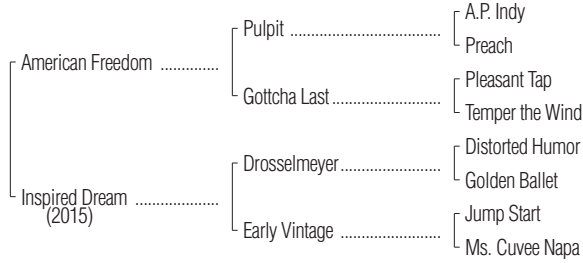 A.P. Indy
Pulpit ..............................
Preach
American Freedom ..............
Pleasant Tap
Gottcha Last ..........................
Temper the Wind
Distorted Humor
Drosselmeyer ........................
Golden Ballet
Inspired Dream ...................
(2015)
Jump Start
Early Vintage ........................
Ms. Cuvee Napa